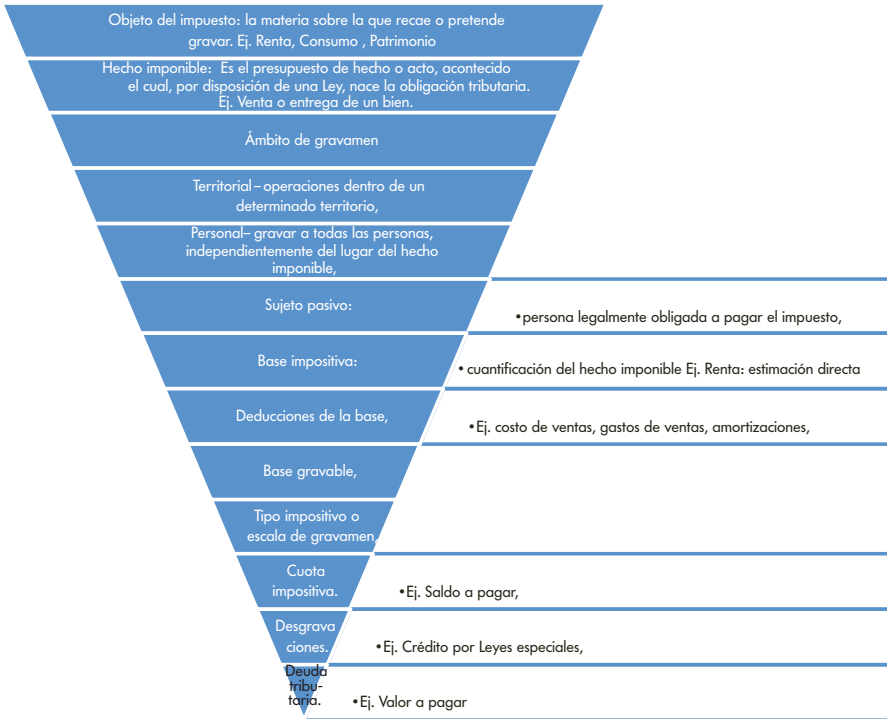 Objeto del impuesto: la materia sobre la que recae o pretende
gravar. Ej. Renta, Consumo , Patrimonio
Hecho imponible: Es el presupuesto de hecho o acto, acontecido
el cual, por disposición de una Ley, nace la obligación tributaria.
Ej. Venta o entrega de un bien.
Ámbito de gravamen
Territorial– operaciones dentro de un
determinado territorio,
Personal– gravar a todas las personas,
independientemente del lugar del hecho
imponible,
Sujeto pasivo:
•persona legalmente obligada a pagar el impuesto,
Base impositiva:
•cuantificación del hecho imponible Ej. Renta: estimación directa
Deducciones de la base,
•Ej. costo de ventas, gastos de ventas, amortizaciones,
Base gravable,
Tipo impositivo o
escala de gravamen,
Cuota
impositiva.
•Ej. Saldo a pagar,
Desgrava
ciones.
•Ej. Crédito por Leyes especiales,
Deuda
tribu-
taria.
•Ej. Valor a pagar